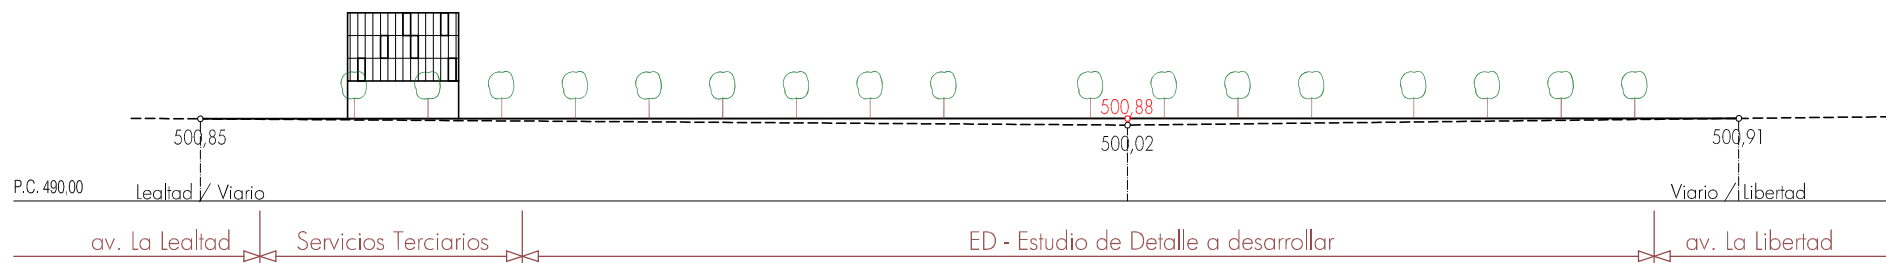 500,88
500,85
500,02
500,91
P.C. 490,00
Lealtad / Viario
Viario / Libertad
av. La Lealtad
Servicios Terciarios
ED - Estudio de Detalle a desarrollar
av. La Libertad